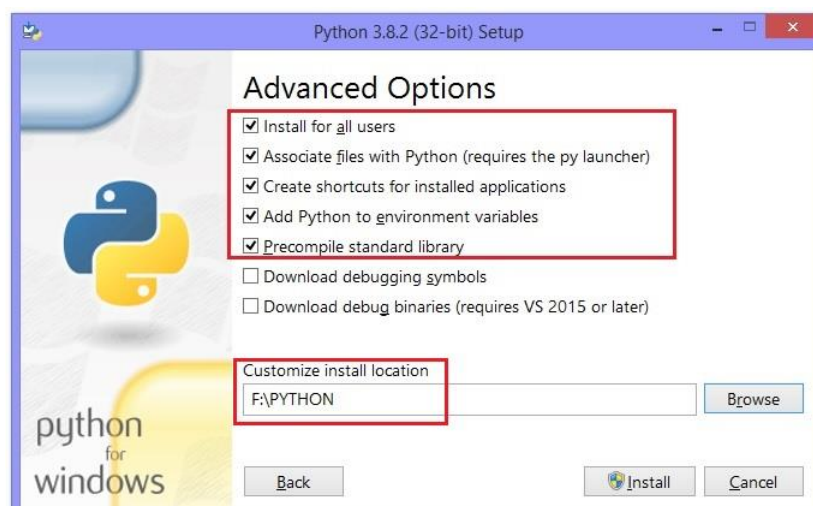 Python 3.8.2 (32-bit) Setup
Advanced Options
Install for all users
Associate files with Python (requires the py launcher)
Create shortcuts for installed applications
Add Python to environment variables
Precompile standard library
Download debugging symbols
Download debug binaries (requires VS 2015 or later)
Customize install location
F:\PYTHON
Browse
python
for
windows
Back
Install
Cancel